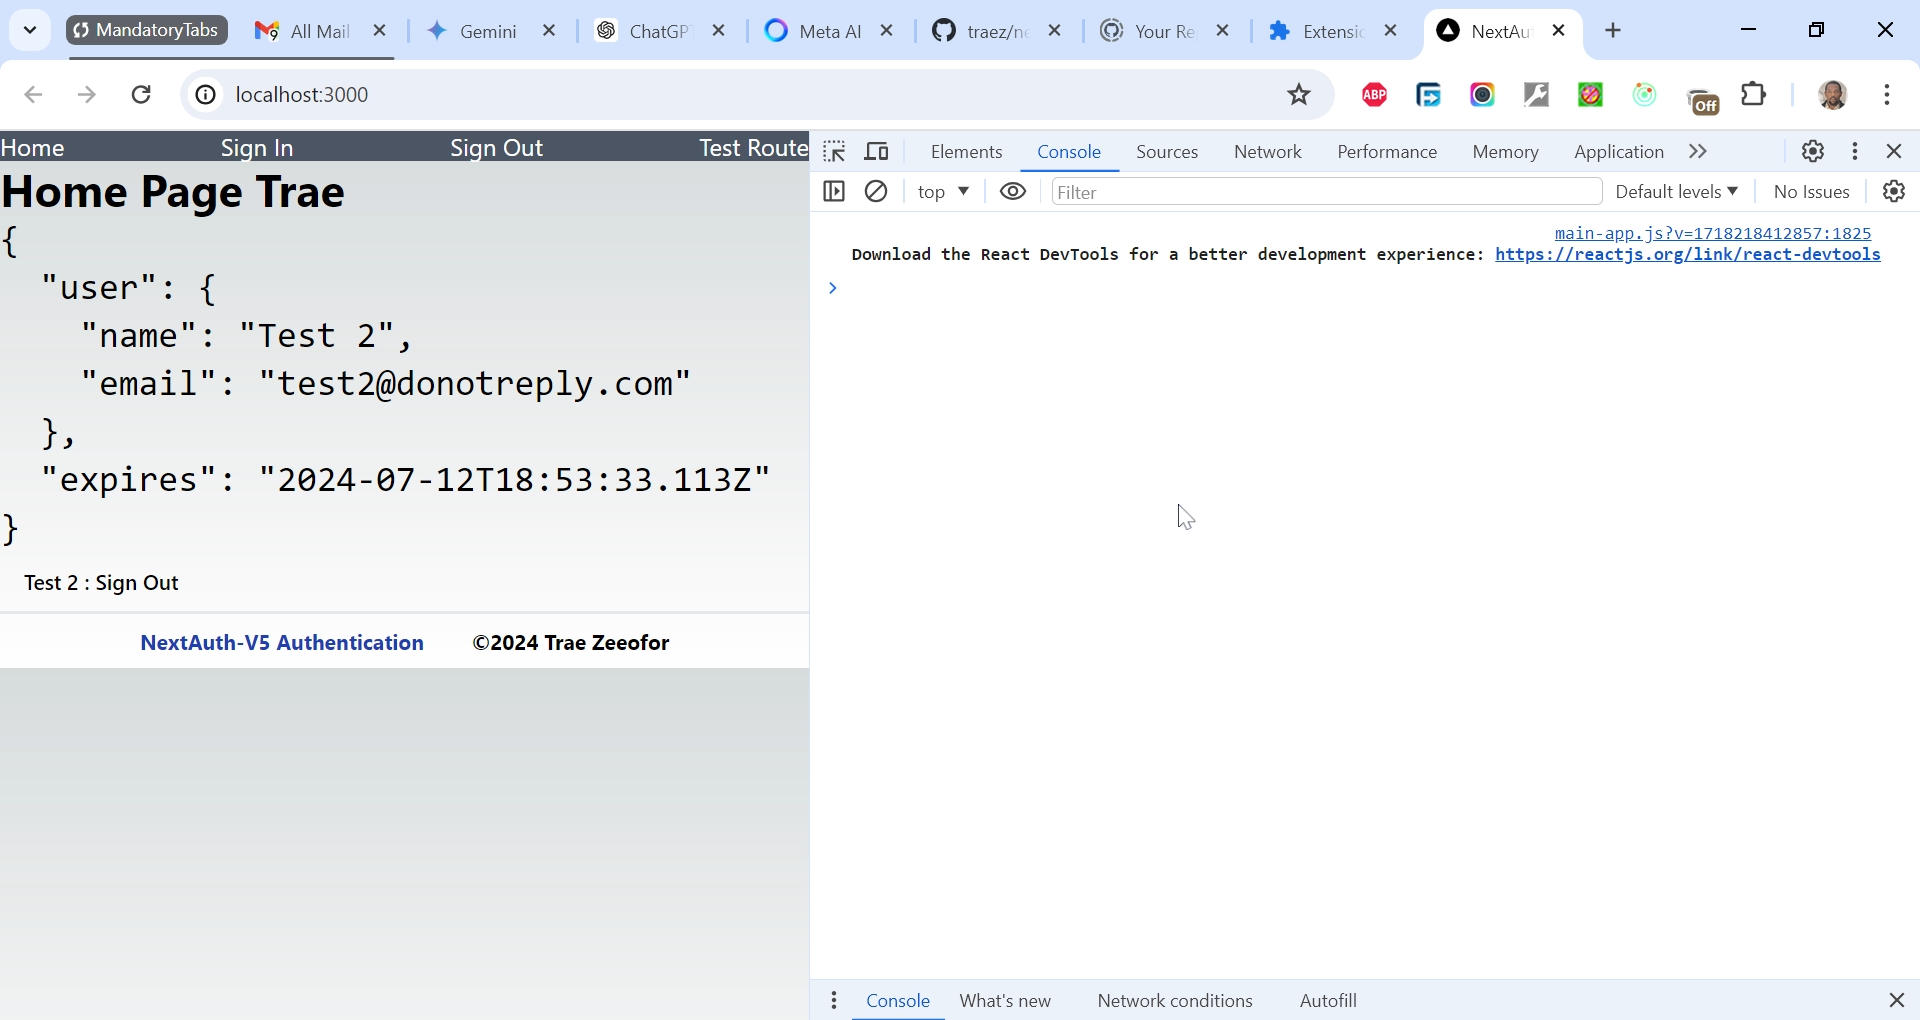 MandatoryTabs
All Mail
Gemini
ChatGP
Meta AI
traez/ne
Your Re
Extensio
NextAu
localhost:3000
ABP
Off
Home Sign In Sign Out Test Route
Home Page Trae
{
"user": {
"name": "Test 2",
"email": "test2@donotreply.com"
},
"expires": "2024-07-12T18:53:33.113Z"
}
Test 2 : Sign Out
NextAuth-V5 Authentication ©2024 Trae Zeeofor
Elements Console Sources Network Performance Memory Application
top Filter Default levels No Issues
main-app.js?v=1718218412857:1825
Download the React DevTools for a better development experience: https://reactjs.org/link/react-devtools
Console What's new Network conditions Autofill